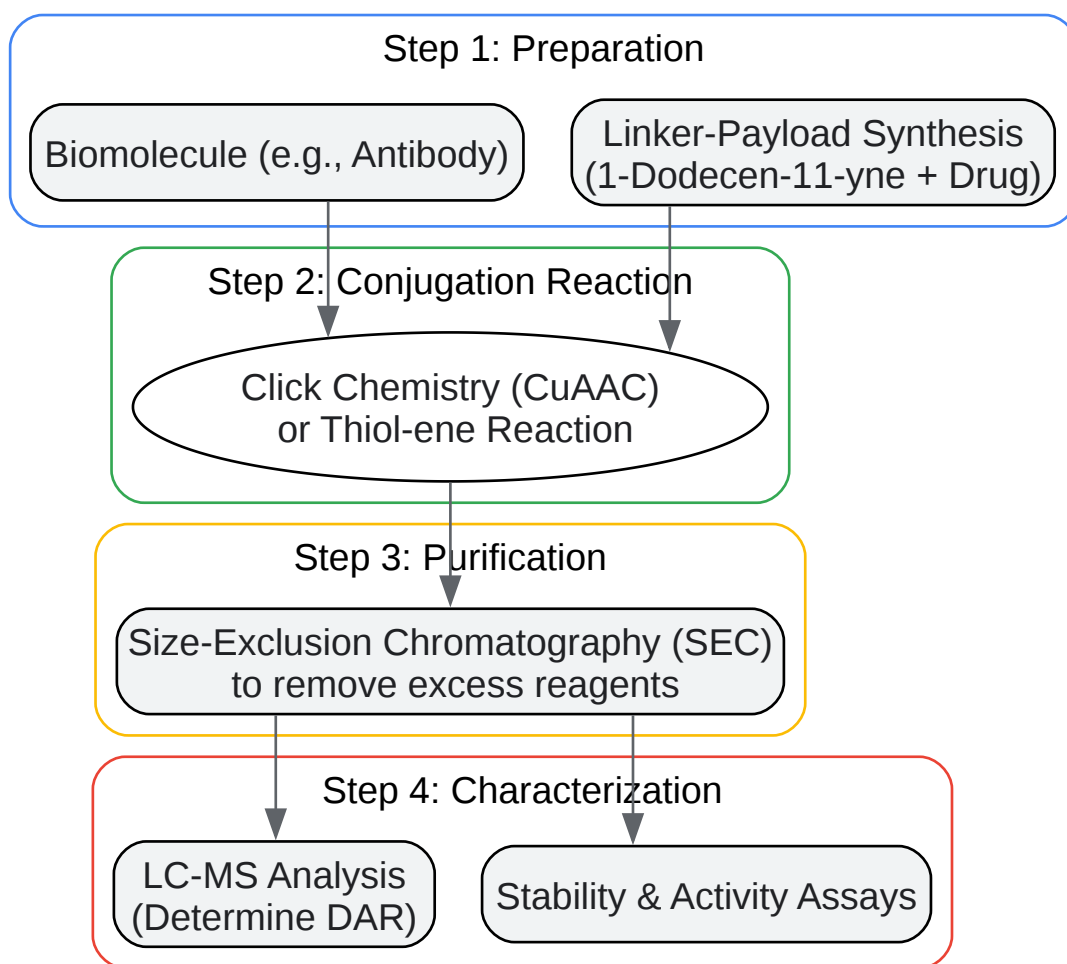 Step 1: Preparation
Biomolecule (e.g., Antibody)
Linker-Payload Synthesis
(1-Dodecen-11-yne + Drug)
Step 2: Conjugation Reaction
Click Chemistry (CuAAC)
or Thiol-ene Reaction
Step 3: Purification
Size-Exclusion Chromatography (SEC)
to remove excess reagents
Step 4: Characterization
LC-MS Analysis
(Determine DAR)
Stability & Activity Assays